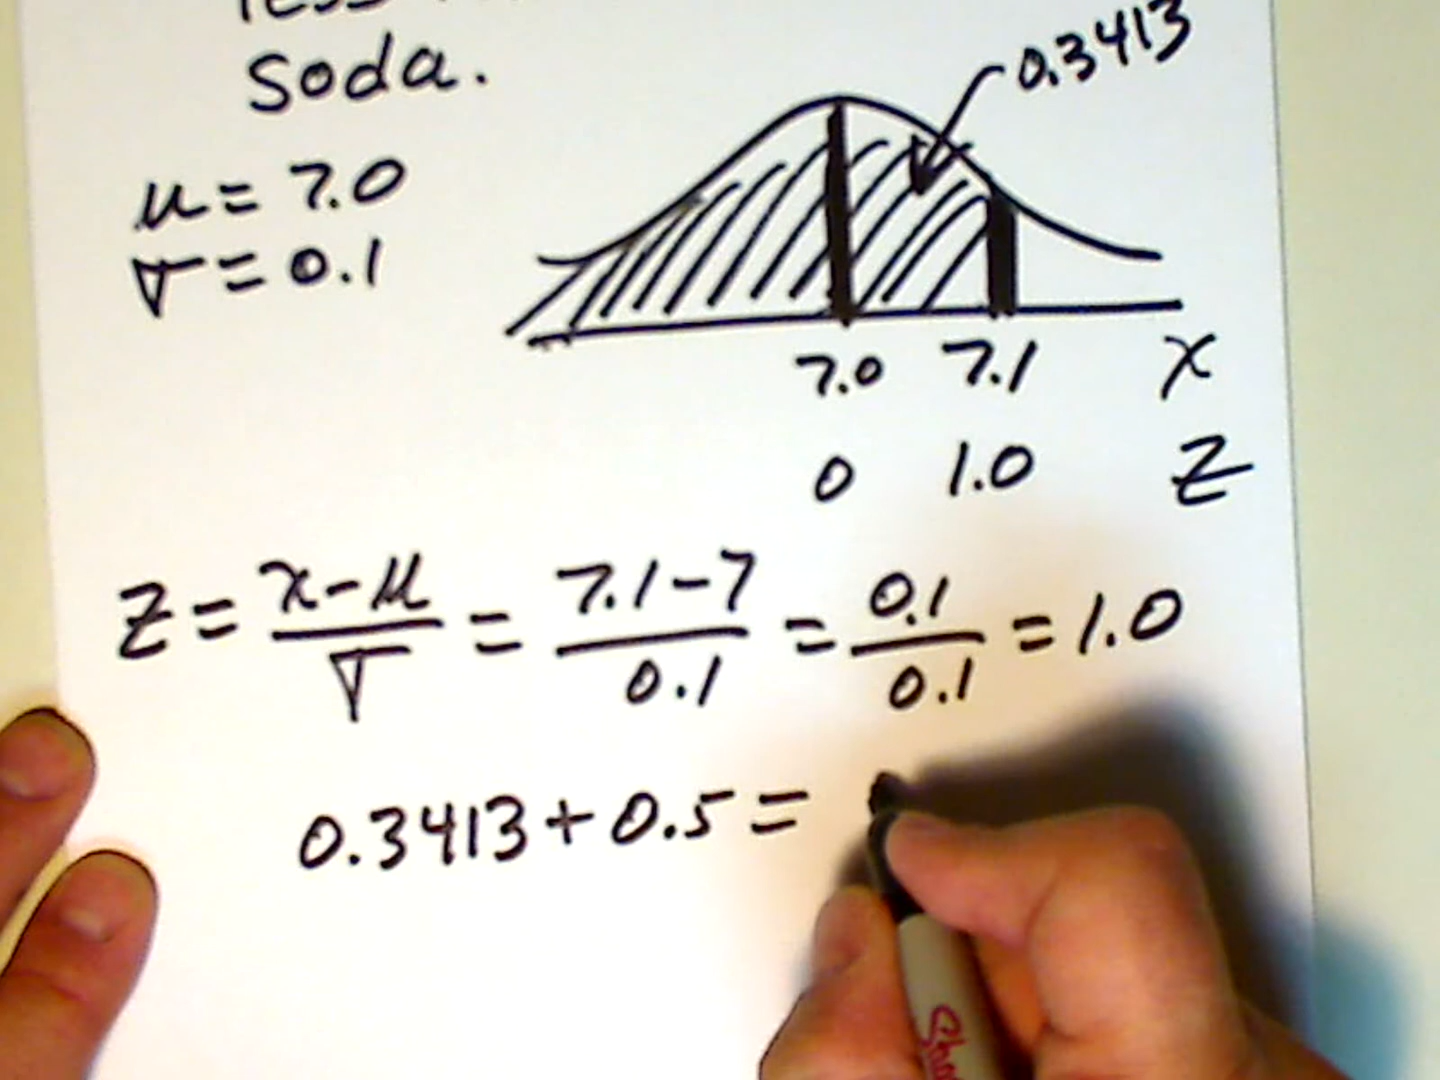 less
soda.
μ = 7.0
σ = 0.1
0.3413
7.0 7.1 x
0 1.0 z
z = x-μ / σ = 7.1-7 / 0.1 = 0.1 / 0.1 = 1.0
0.3413 + 0.5 =